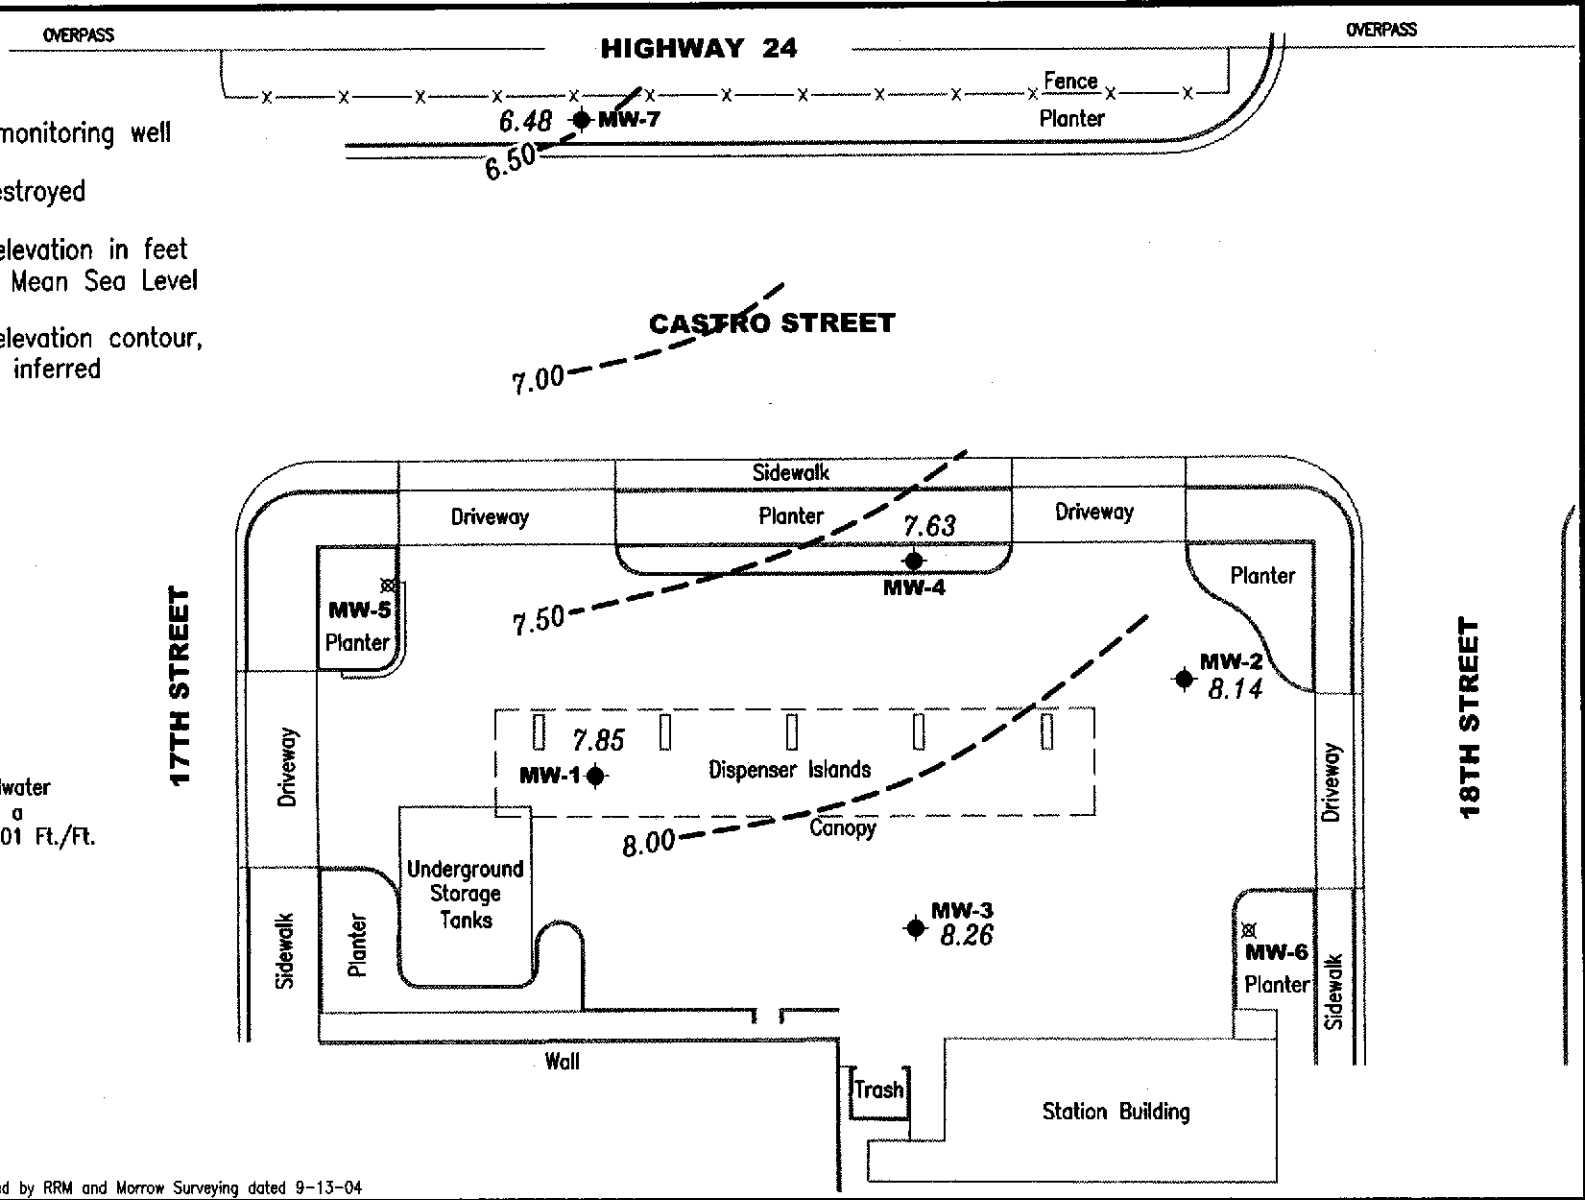 OVERPASS
HIGHWAY 24
OVERPASS
Fence
Planter
6.48 MW-7
6.50
monitoring well
estroyed
elevation in feet
Mean Sea Level
elevation contour,
inferred
CASTRO STREET
7.00
Sidewalk
Driveway
Planter
Driveway
7.63
MW-4
Planter
MW-5
Planter
7.50
MW-2
8.14
17TH STREET
18TH STREET
Driveway
7.85
MW-1
Dispenser Islands
Driveway
Canopy
8.00
water
a
01 Ft./Ft.
Underground
Storage
Tanks
Sidewalk
Planter
MW-3
8.26
MW-6
Planter
Sidewalk
Wall
Trash
Station Building
ed by RRM and Morrow Surveying dated 9-13-04